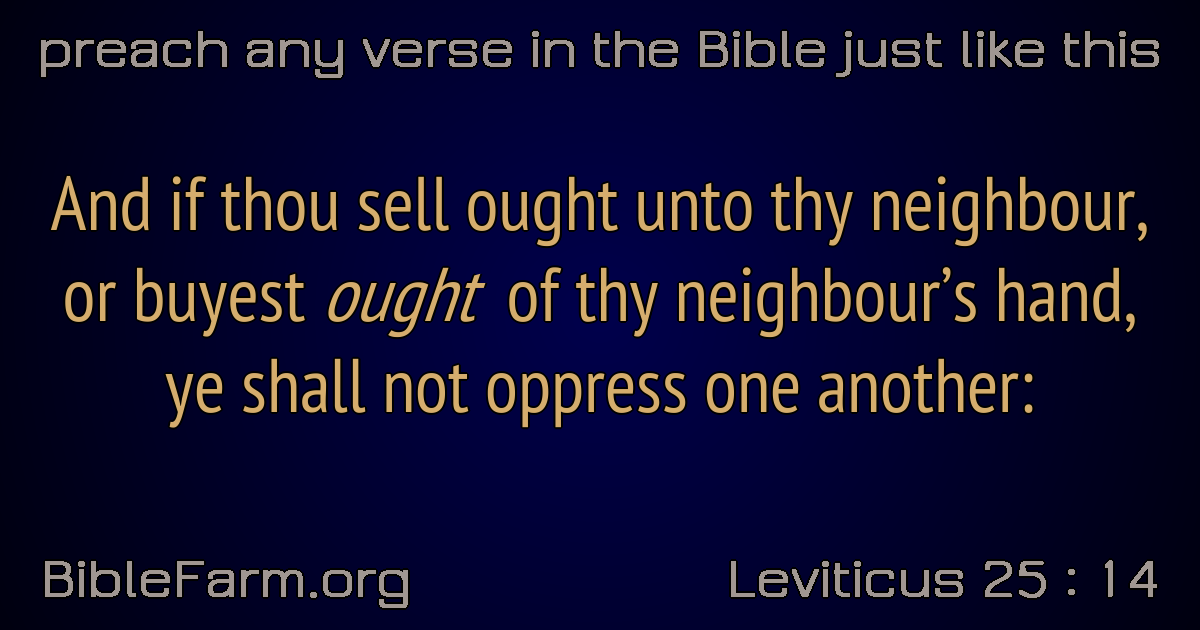 preach any verse in the Bible just like this
And if thou sell ought unto thy neighbour,
or buyest ought of thy neighbour’s hand,
ye shall not oppress one another:
BibleFarm.org
Leviticus 25 : 14